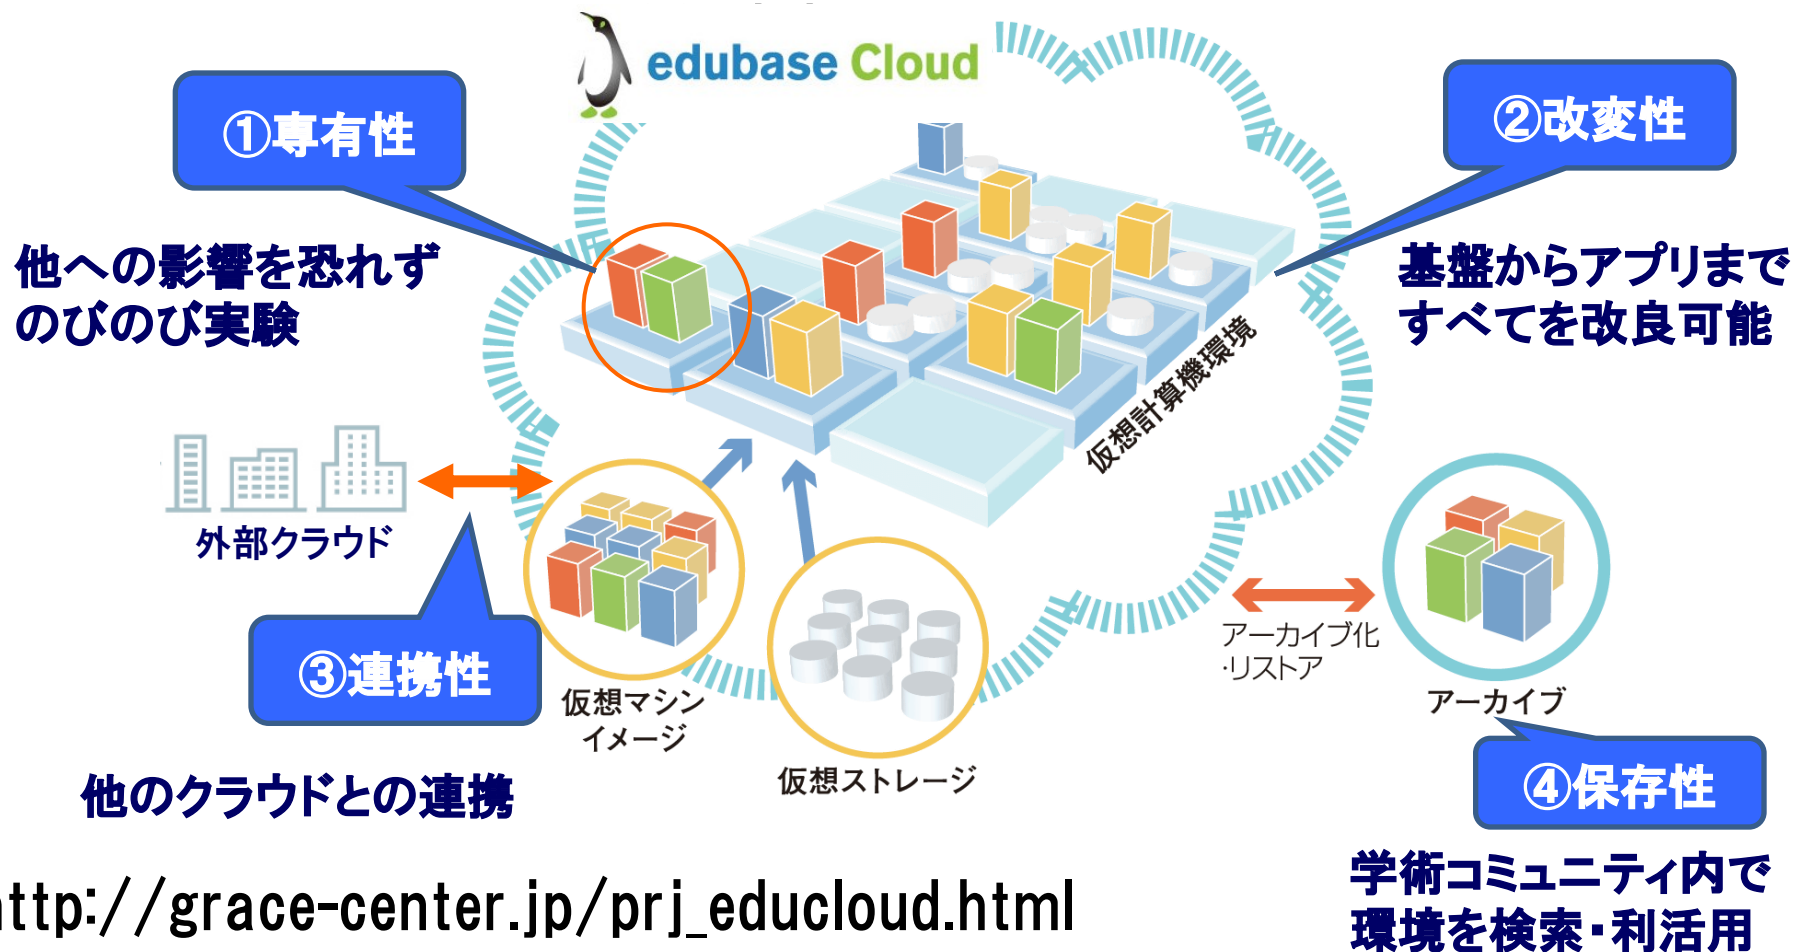 edubase Cloud
①専有性
②改変性
他への影響を恐れず
のびのび実験
基盤からアプリまで
すべてを改良可能
仮想計算機環境
外部クラウド
③連携性
仮想マシン
イメージ
仮想ストレージ
アーカイブ化
・リストア
アーカイブ
他のクラウドとの連携
④保存性
学術コミュニティ内で
環境を検索・利活用
http://grace-center.jp/prj_educloud.html